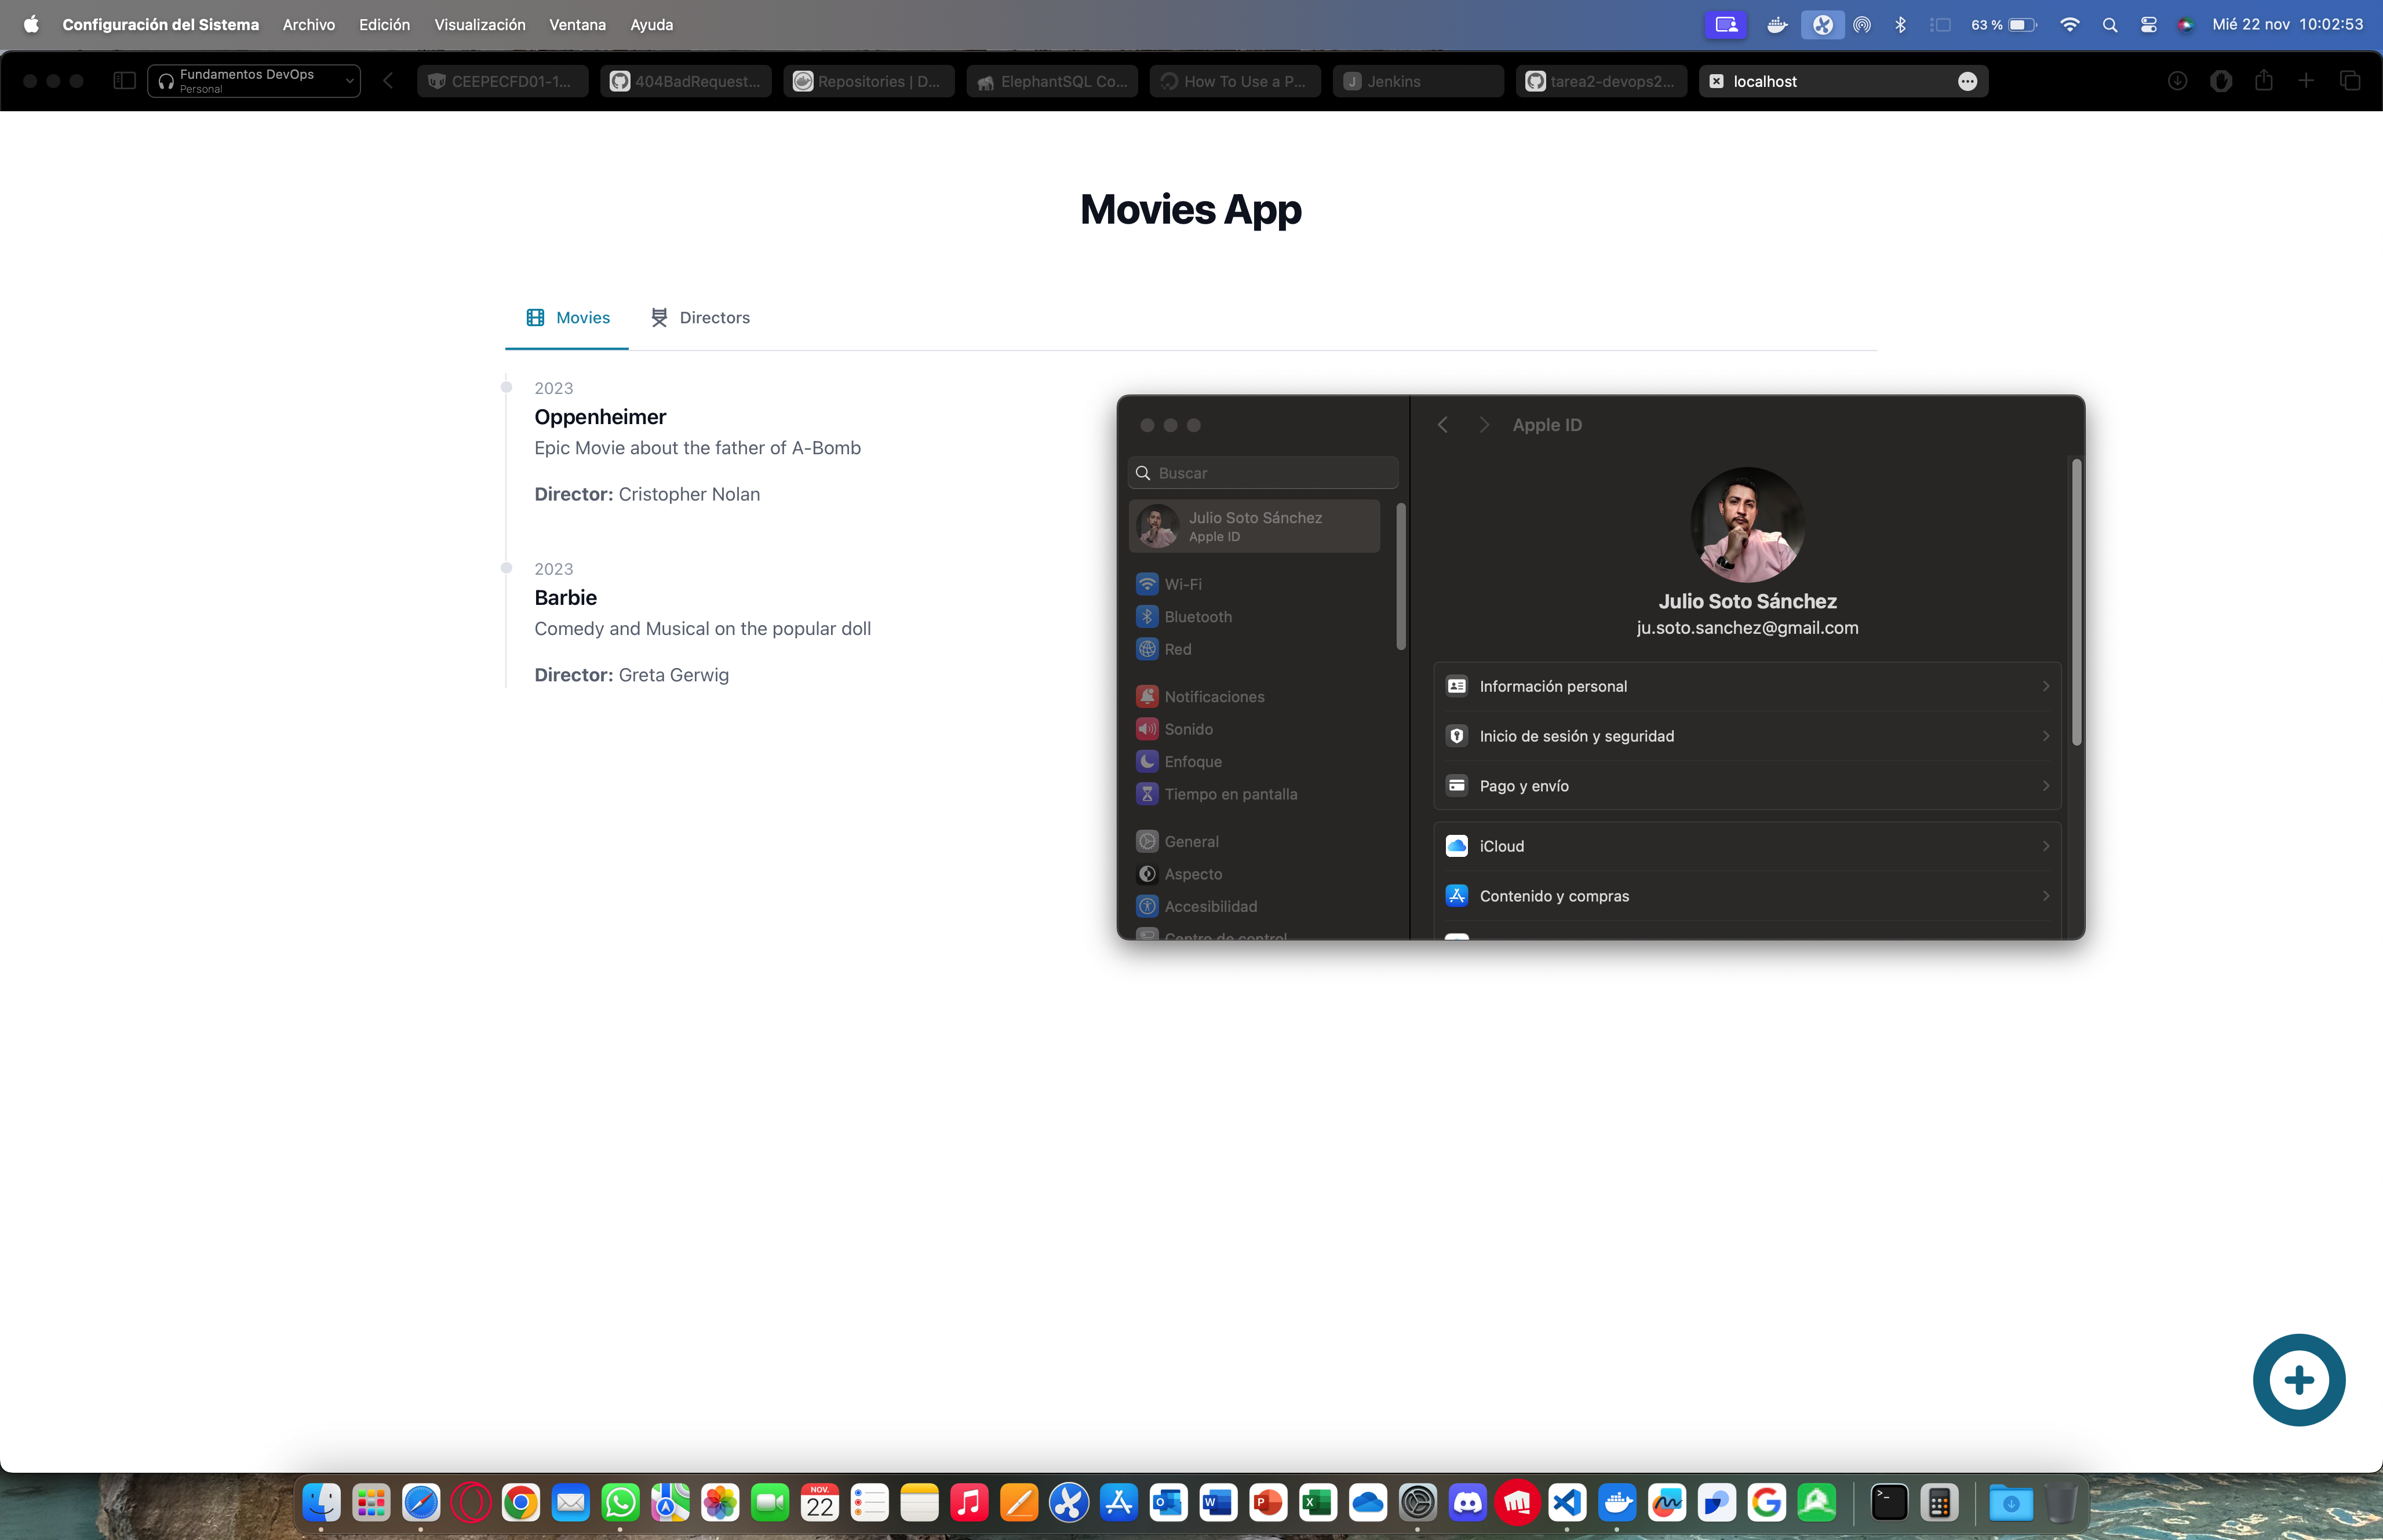 Configuración del Sistema Archivo Edición Visualización Ventana Ayuda 63 % Mié 22 nov 10:02:53
Fundamentos DevOps
Personal
CEEPECFD01-1... 404BadRequest... Repositories | D... ElephantSQL Co... How To Use a P... Jenkins tarea2-devops2... localhost
Movies App
Movies Directors
2023
Oppenheimer
Epic Movie about the father of A-Bomb
Director: Cristopher Nolan
2023
Barbie
Comedy and Musical on the popular doll
Director: Greta Gerwig
Buscar
Julio Soto Sánchez
Apple ID
Wi-Fi
Bluetooth
Red
Notificaciones
Sonido
Enfoque
Tiempo en pantalla
General
Aspecto
Accesibilidad
Centro de control
Apple ID
Julio Soto Sánchez
ju.soto.sanchez@gmail.com
Información personal
Inicio de sesión y seguridad
Pago y envío
iCloud
Contenido y compras
NOV.
22